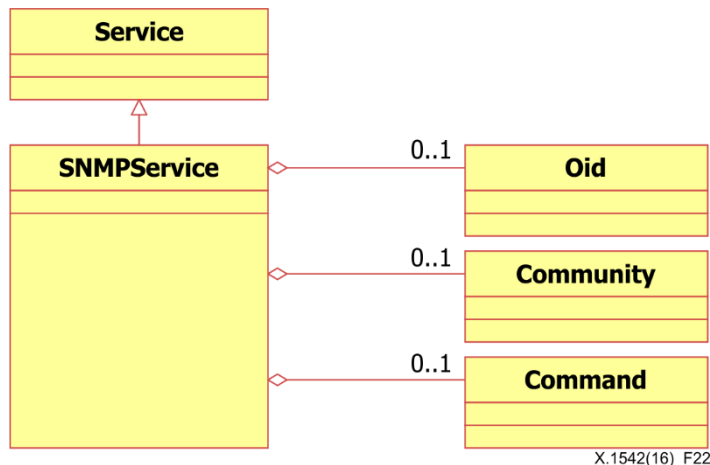 Service
SNMPService
0..1
Oid
0..1
Community
0..1
Command
X.1542(16)_F22